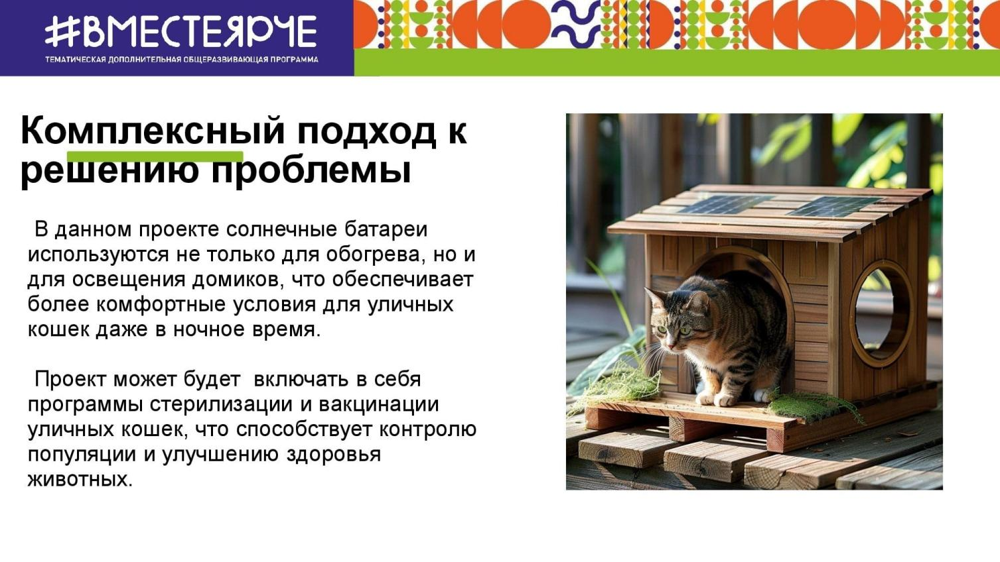 #ВМЕСТЕЯРЧЕ
ТЕМАТИЧЕСКАЯ ДОПОЛНИТЕЛЬНАЯ ОБЩЕРАЗВИВАЮЩАЯ ПРОГРАММА
Комплексный подход к
решению проблемы
В данном проекте солнечные батареи
используются не только для обогрева, но и
для освещения домиков, что обеспечивает
более комфортные условия для уличных
кошек даже в ночное время.
Проект может будет включать в себя
программы стерилизации и вакцинации
уличных кошек, что способствует контролю
популяции и улучшению здоровья
животных.